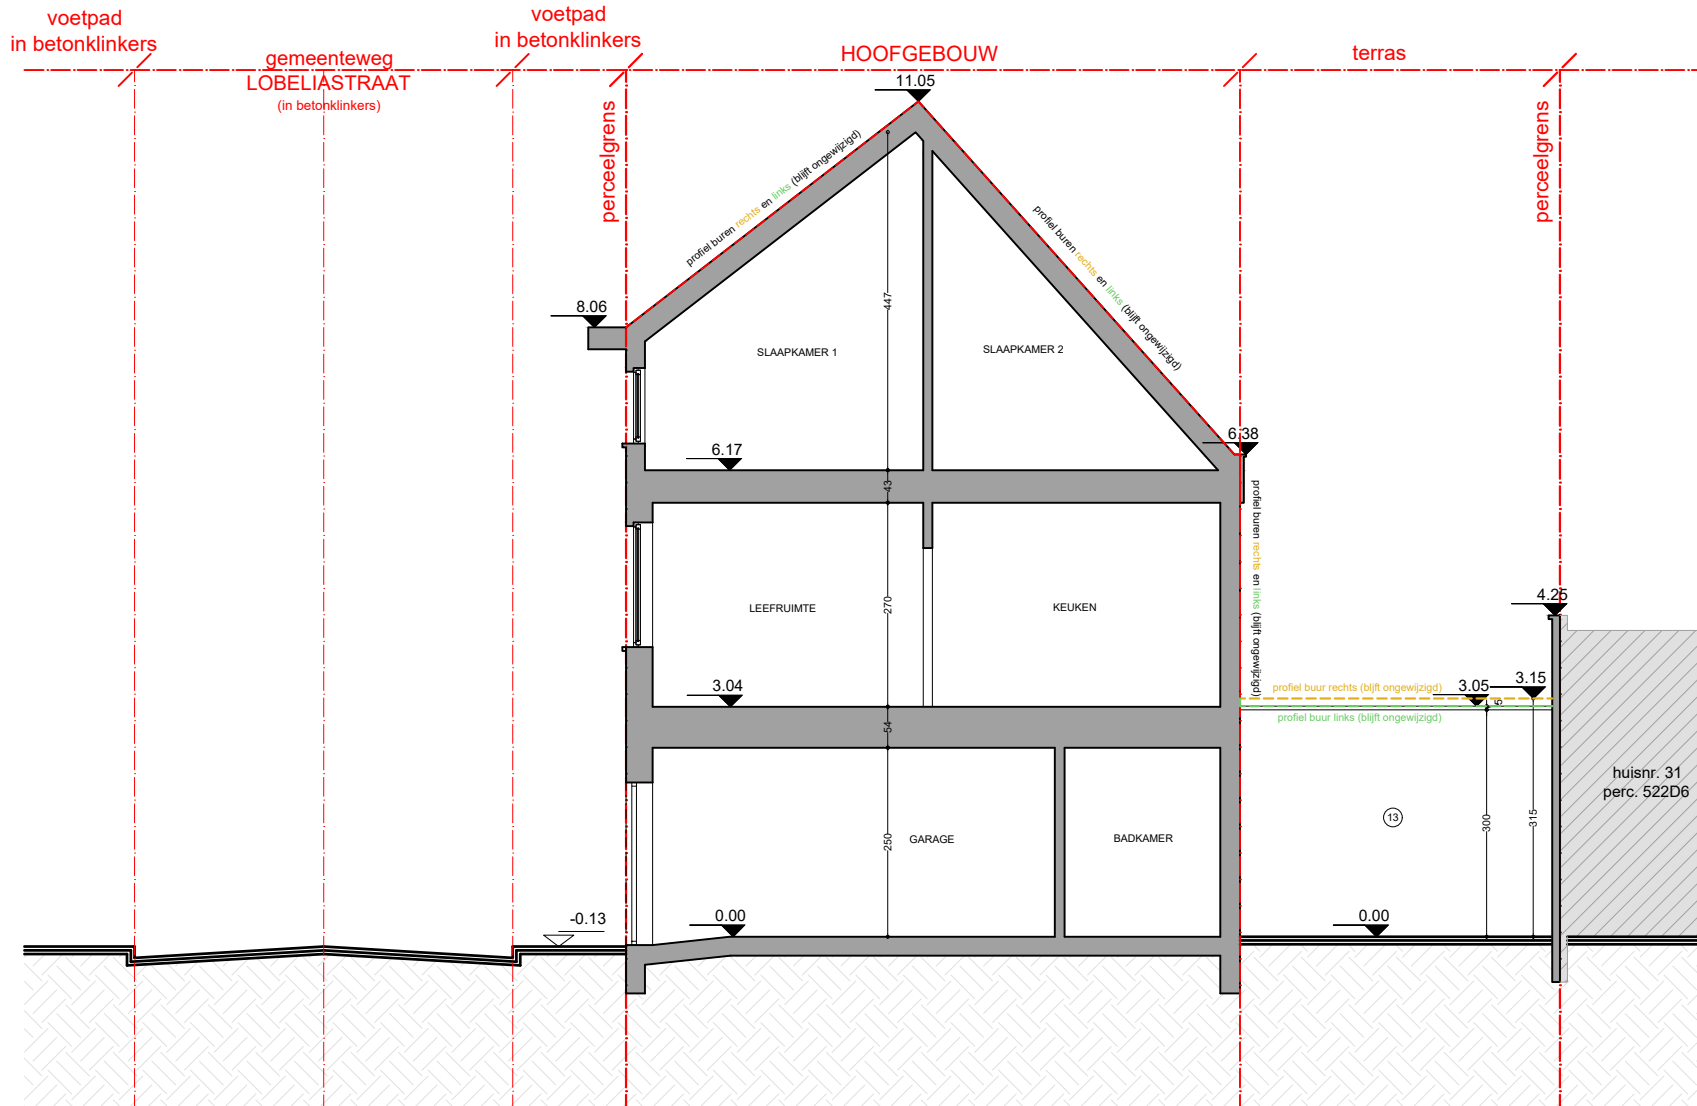 voetpad
in betonklinkers
gemeenteweg
LOBELIASTRAAT
(in betonklinkers)
voetpad
in betonklinkers
HOOFGEBOUW
terras
perceelgrens
perceelgrens
11.05
profiel buren rechts en links (blijft ongewijzigd)
profiel buren rechts en links (blijft ongewijzigd)
8.06
447
SLAAPKAMER 1
SLAAPKAMER 2
6.38
6.17
43
profiel buren rechts en links (blijft ongewijzigd)
LEEFRUIMTE
270
KEUKEN
4.25
3.04
profiel buur rechts (blijft ongewijzigd)
3.05
3.15
5
profiel buur links (blijft ongewijzigd)
54
huisnr. 31
perc. 522D6
13
300
315
250
GARAGE
BADKAMER
-0.13
0.00
0.00